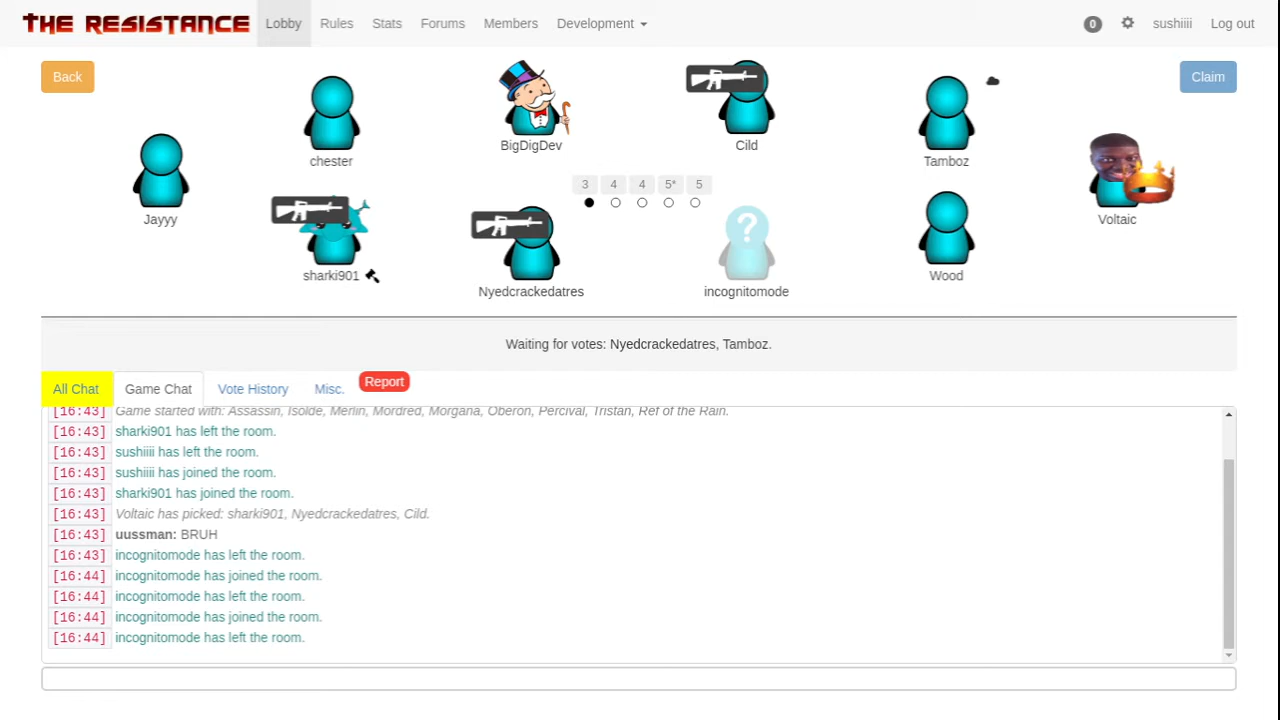 THE RESISTANCE Lobby Rules Stats Forums Members Development 0 sushiiii Log out
Back
Claim
BigDigDev
Cild
chester
Tamboz
Jayyy
Voltaic
3 4 4 5* 5
sharki901
Nyedcrackedatres
?
incognitomode
Wood
Waiting for votes: Nyedcrackedatres, Tamboz.
All Chat Game Chat Vote History Misc. Report
[16:43] Game started with: Assassin, Isolde, Merlin, Mordred, Morgana, Oberon, Percival, Tristan, Ref of the Rain.
[16:43] sharki901 has left the room.
[16:43] sushiiii has left the room.
[16:43] sushiiii has joined the room.
[16:43] sharki901 has joined the room.
[16:43] Voltaic has picked: sharki901, Nyedcrackedatres, Cild.
[16:43] uussman: BRUH
[16:43] incognitomode has left the room.
[16:44] incognitomode has joined the room.
[16:44] incognitomode has left the room.
[16:44] incognitomode has joined the room.
[16:44] incognitomode has left the room.